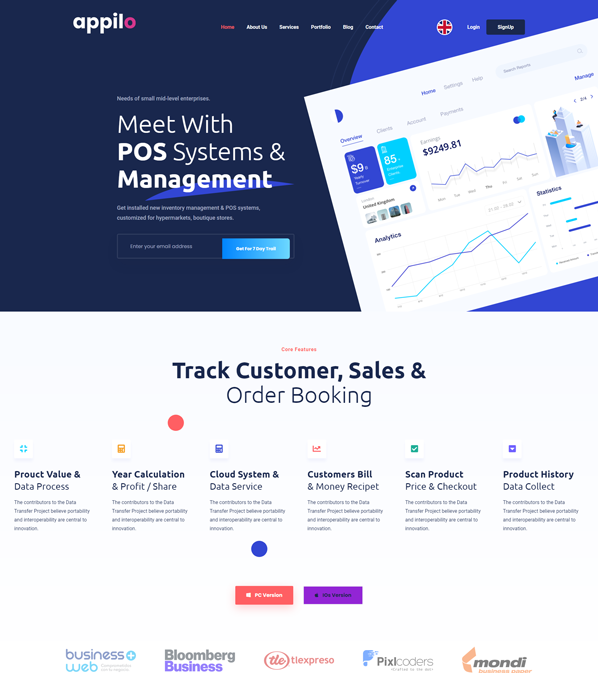 appilo
Home About Us Services Portfolio Blog Contact
Login SignUp
Needs of small mid-level enterprises.
Meet With
POS Systems &
Management
Get installed new inventory management & POS systems,
customized for hypermarkets, boutique stores.
Enter your email address
Get For 7 Day Trail
Home Settings Help
Search Reports
Manage
Overview Clients Account Payments
2/4
$9
Yearly
Turnover
85
Earnings
$9249.81
London
United Kingdom
Analytics
Statistics
Core Features
Track Customer, Sales &
Order Booking
Prouct Value &
Data Process
The contributors to the Data
Transfer Project believe portability
and interoperability are central to
innovation.
Year Calculation
& Profit / Share
The contributors to the Data
Transfer Project believe portability
and interoperability are central to
innovation.
Cloud System &
Data Service
The contributors to the Data
Transfer Project believe portability
and interoperability are central to
innovation.
Customers Bill
& Money Recipet
The contributors to the Data
Transfer Project believe portability
and interoperability are central to
innovation.
Scan Product
Price & Checkout
The contributors to the Data
Transfer Project believe portability
and interoperability are central to
innovation.
Product History
Data Collect
The contributors to the Data
Transfer Project believe portability
and interoperability are central to
innovation.
PC Version
iOs Version
business
web
Bloomberg
Business
tle tlexpreso
Pixlcoders
mondi
business paper